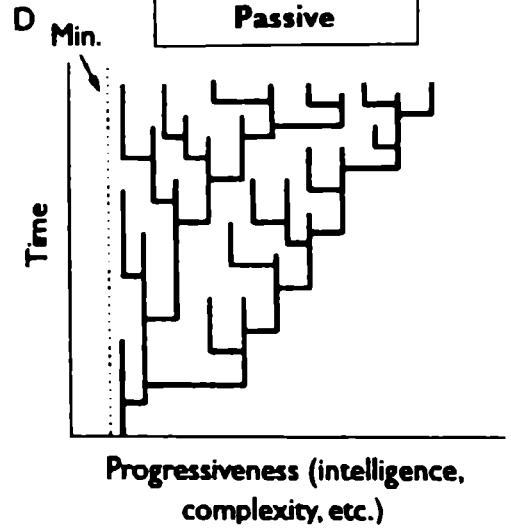 D
Passive
Min.
Time
Progressiveness (intelligence,
complexity, etc.)